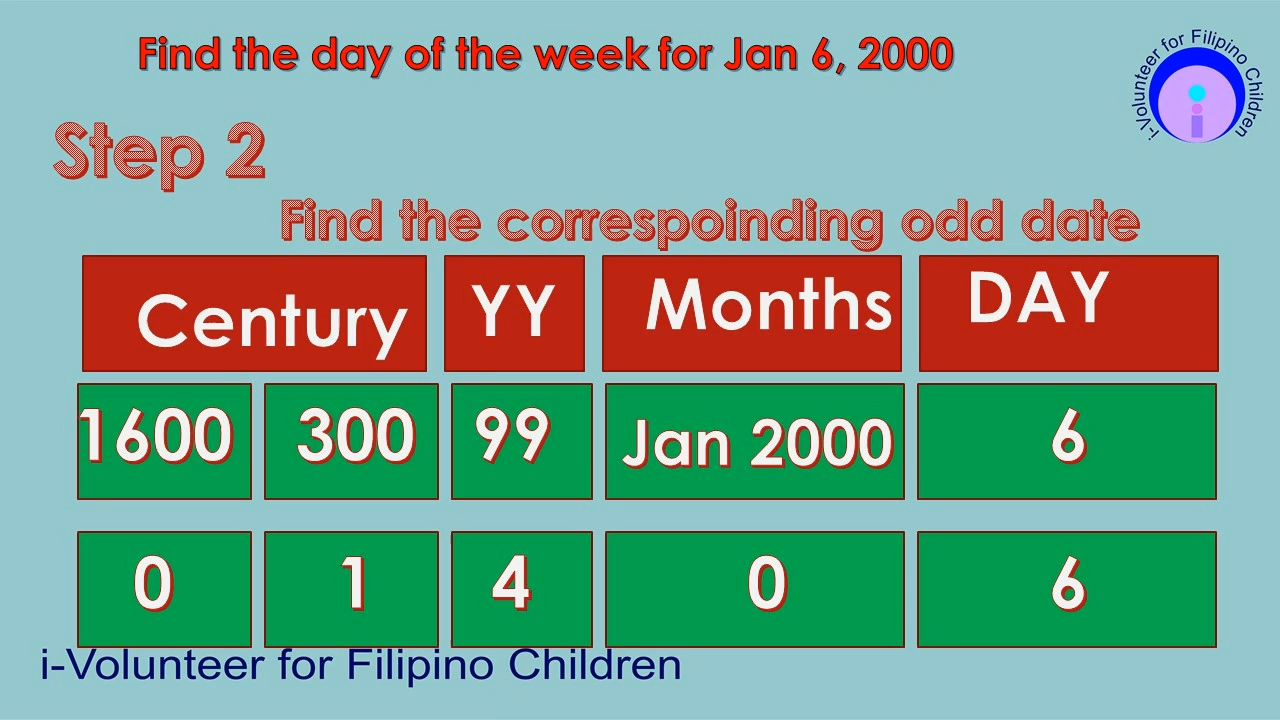 Find the day of the week for Jan 6, 2000
i-Volunteer for Filipino Children
i
Step 2
Find the correspoinding odd date
Century YY Months DAY
1600 300 99 Jan 2000 6
0 1 4 0 6
i-Volunteer for Filipino Children